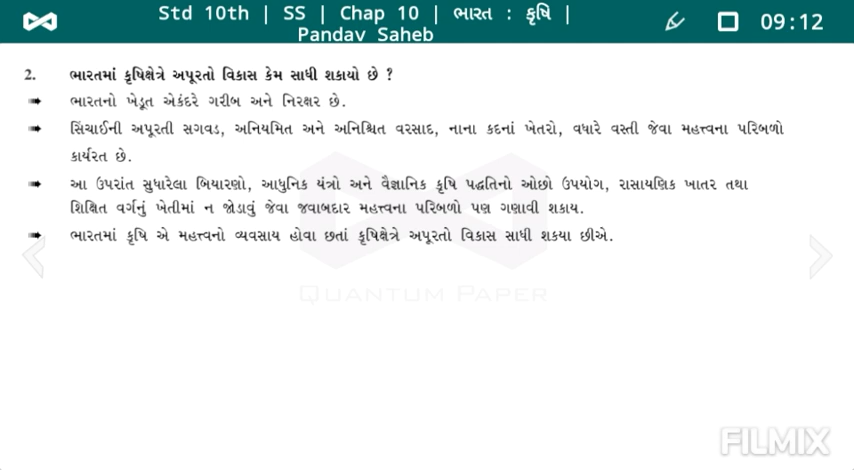 Std 10th | SS | Chap 10 | ભારત : કૃષિ |
Pandav Saheb
09:12
2. ભારતમાં કૃષિક્ષેત્રે અપૂરતો વિકાસ કેમ સાધી શકાયો છે ?
➠ ભારતનો ખેડૂત એકંદરે ગરીબ અને નિરક્ષર છે.
➠ સિંચાઈની અપૂરતી સગવડ, અનિયમિત અને અનિશ્ચિત વરસાદ, નાના કદનાં ખેતરો, વધારે વસ્તી જેવા મહત્ત્વના પરિબળો
કાર્યરત છે.
➠ આ ઉપરાંત સુધારેલા બિયારણો, આધુનિક યંત્રો અને વૈજ્ઞાનિક કૃષિ પદ્ધતિનો ઓછો ઉપયોગ, રાસાયણિક ખાતર તથા
શિક્ષિત વર્ગનું ખેતીમાં ન જોડાવું જેવા જવાબદાર મહત્ત્વના પરિબળો પણ ગણાવી શકાય.
➠ ભારતમાં કૃષિ એ મહત્ત્વનો વ્યવસાય હોવા છતાં કૃષિક્ષેત્રે અપૂરતો વિકાસ સાધી શક્યા છીએ.
QUANTUM PAPER
FILMIX